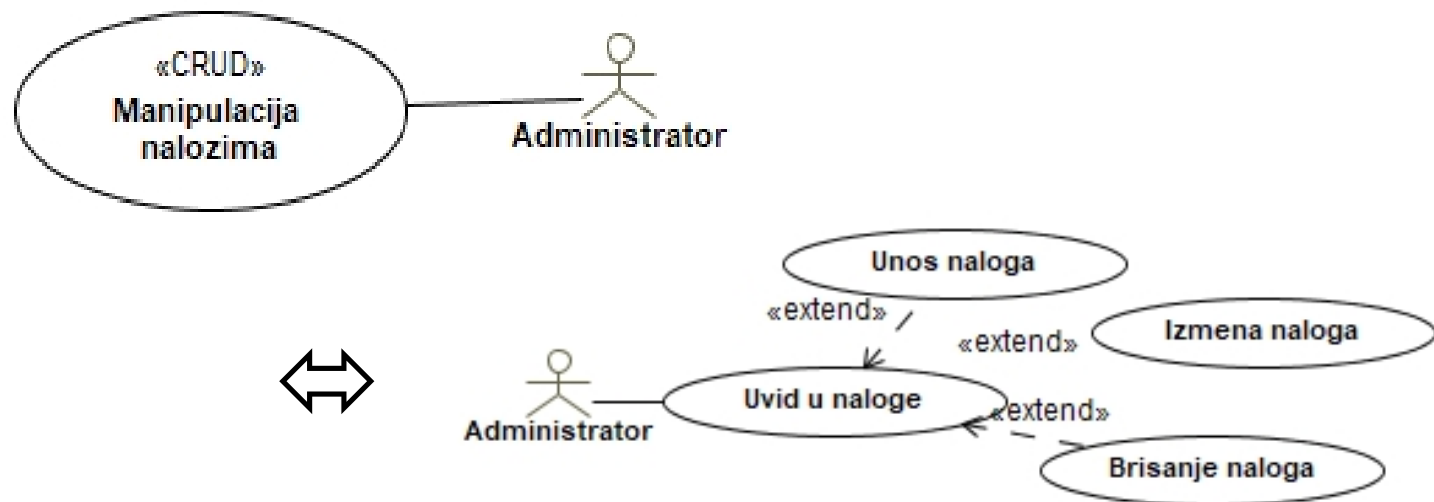 «CRUD»
Manipulacija
nalozima
Administrator
Unos naloga
«extend»
Izmena naloga
«extend»
Uvid u naloge
«extend»
Administrator
Brisanje naloga